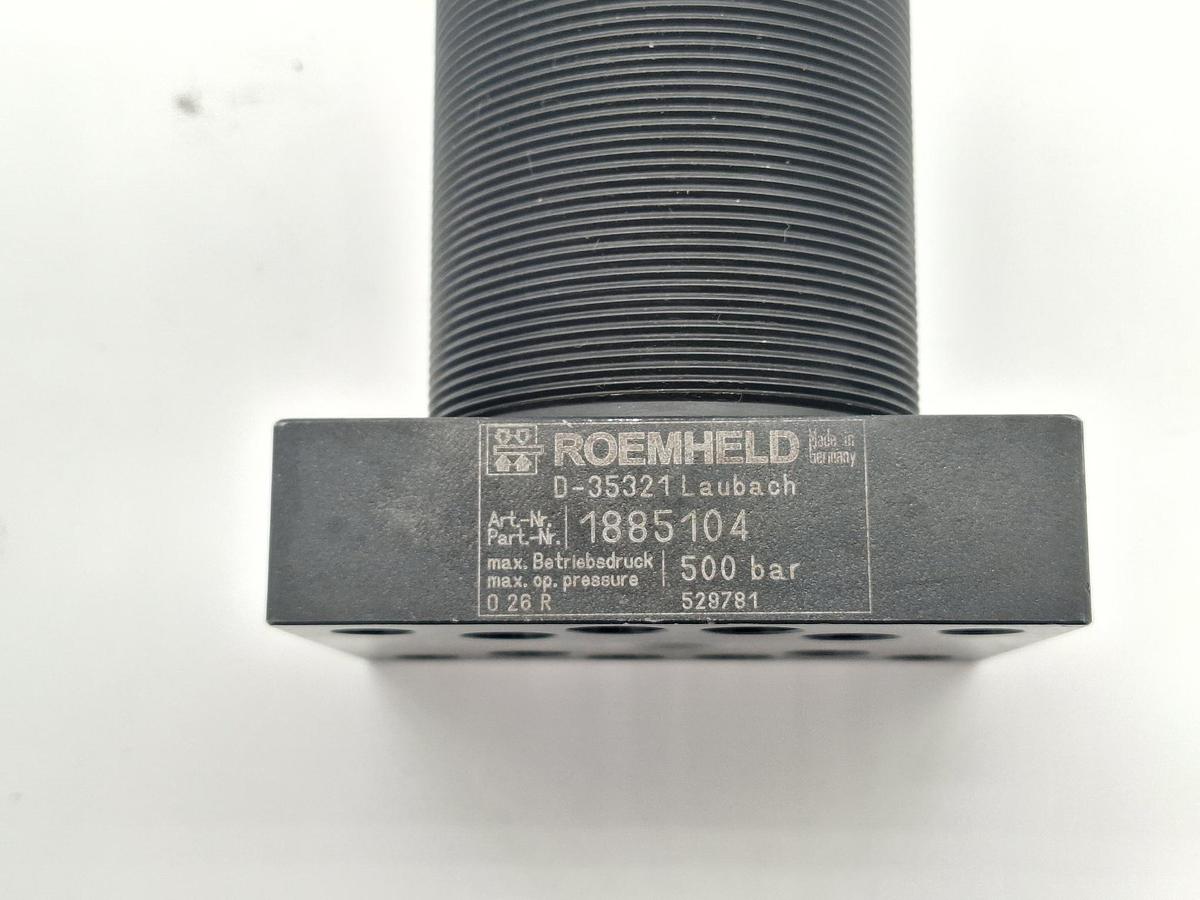 ROEMHELD Made in Germany
D-35321 Laubach
Art.-Nr.
Part.-Nr. 1885104
max. Betriebsdruck
max. op. pressure 500 bar
0 26 R 529781